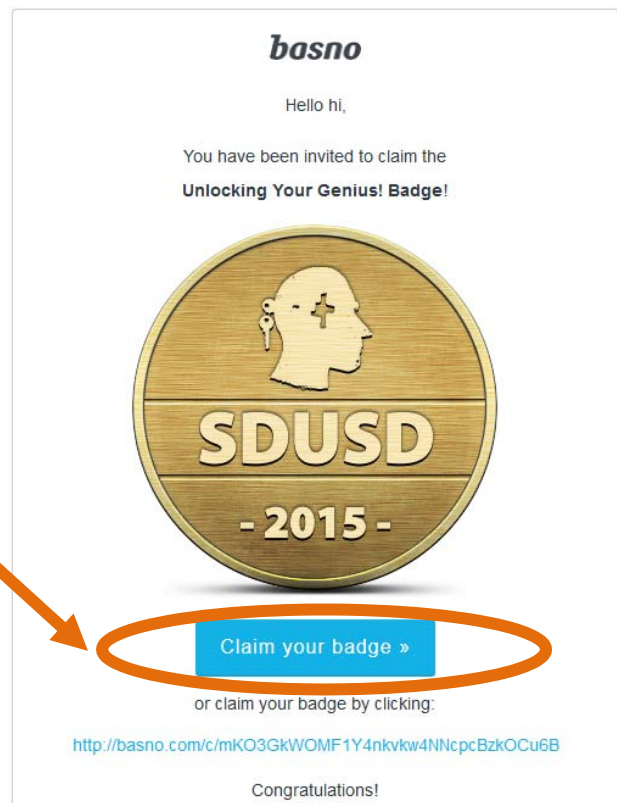 basno
Hello hi,
You have been invited to claim the
Unlocking Your Genius! Badge!
SDUSD
- 2015 -
Claim your badge »
or claim your badge by clicking:
http://basno.com/c/mKO3GkWOMF1Y4nkvkw4NNcpcBzkOCu6B
Congratulations!